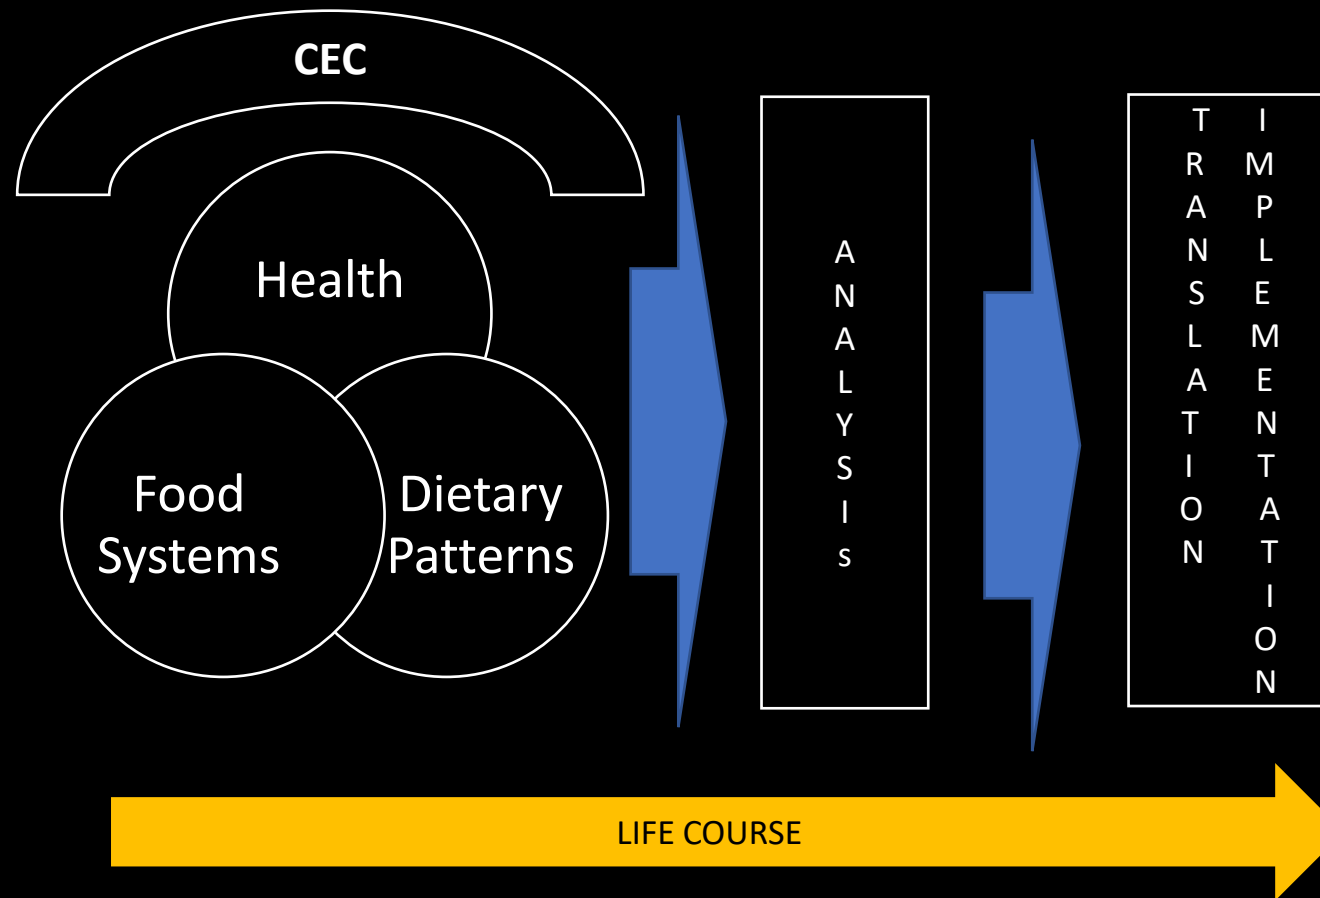 CEC
Health
Food
Systems
Dietary
Patterns
ANALYSIs
TRANSLATION
IMPLEMENTATION
LIFE COURSE